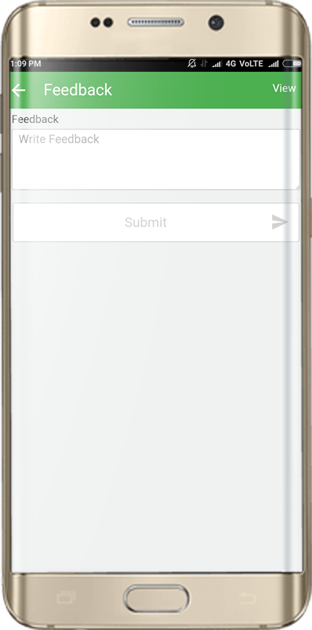 1:09 PM 4G VoLTE
Feedback View
Feedback
Write Feedback
Submit